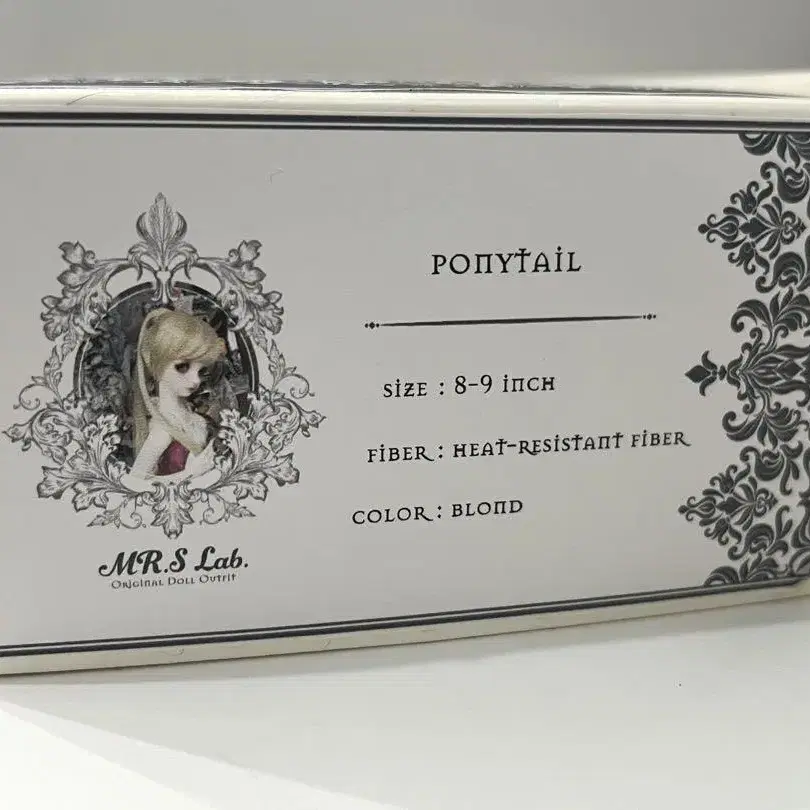 PONYTAIL
SIZE : 8-9 INCH
FIBER : HEAT-RESISTANT FIBER
COLOR : BLOND
MR.S Lab.
ORIGINAL DOLL OUTFIT